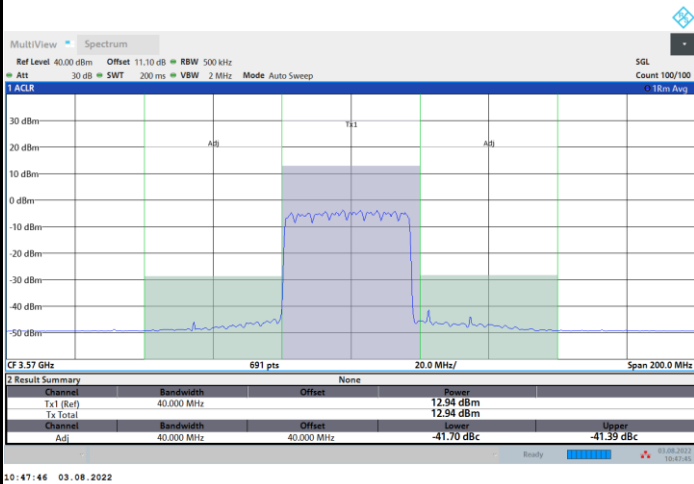 MultiView Spectrum
Ref Level 40.00 dBm Offset 11.10 dB RBW 500 kHz SGL
Att 30 dB SWT 200 ms VBW 2 MHz Mode Auto Sweep Count 100/100
1 ACLR 1Rm Avg
30 dBm
Tx1
20 dBm Adj Adj
10 dBm
0 dBm
-10 dBm
-20 dBm
-30 dBm
-40 dBm
-50 dBm
CF 3.57 GHz 691 pts 20.0 MHz/ Span 200.0 MHz
2 Result Summary None
Channel Bandwidth Offset Power
Tx1 (Ref) 40.000 MHz 12.94 dBm
Tx Total 12.94 dBm
Channel Bandwidth Offset Lower Upper
Adj 40.000 MHz 40.000 MHz -41.70 dBc -41.39 dBc
Ready 03.08.2022
10:47:45
10:47:46 03.08.2022